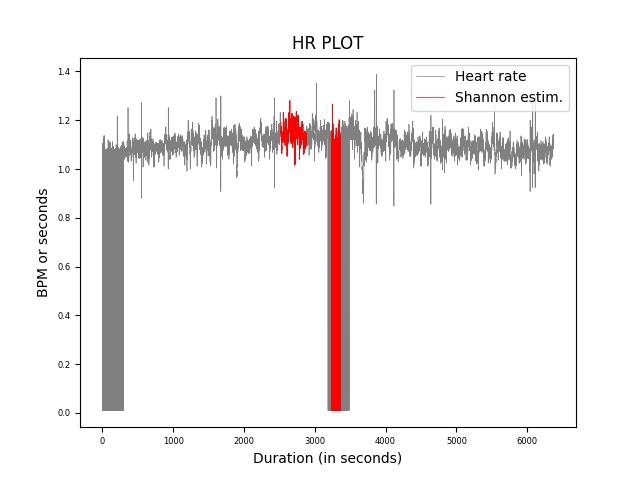 HR PLOT
Heart rate
Shannon estim.
BPM or seconds
1.4
1.2
1.0
0.8
0.6
0.4
0.2
0.0
0 1000 2000 3000 4000 5000 6000
Duration (in seconds)